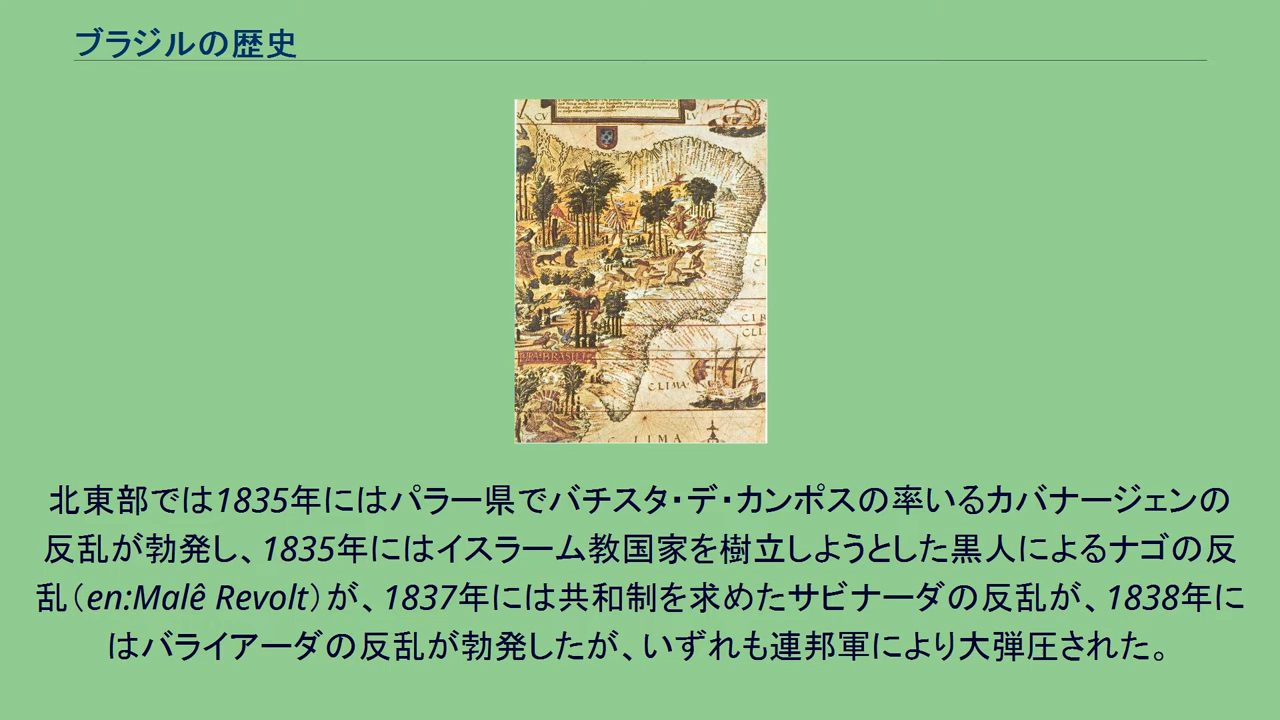 ブラジルの歴史
CV
LV
CLIMA
CLIMA
北東部では1835年にはパラー県でバチスタ・デ・カンポスの率いるカバナージェンの
反乱が勃発し、1835年にはイスラーム教国家を樹立しようとした黒人によるナゴの反
乱（en:Malê Revolt）が、1837年には共和制を求めたサビナーダの反乱が、1838年に
はバライアーダの反乱が勃発したが、いずれも連邦軍により大弾圧された。